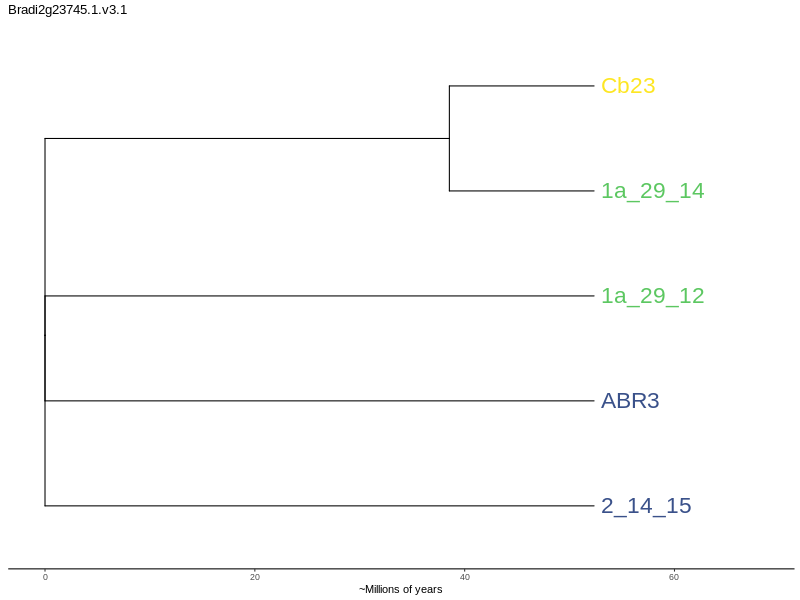 Bradi2g23745.1.v3.1
Cb23
1a_29_14
1a_29_12
ABR3
2_14_15
0 20 40 60
~Millions of years